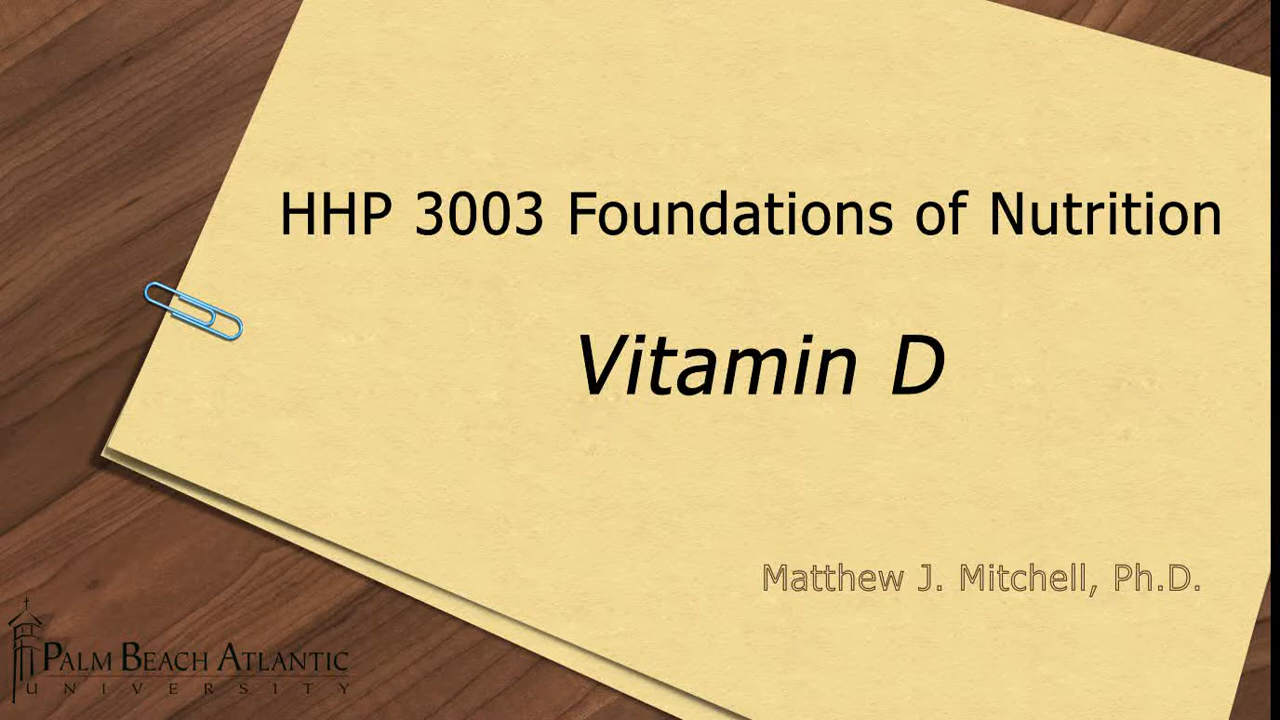 HHP 3003 Foundations of Nutrition
Vitamin D
Matthew J. Mitchell, Ph.D.
PALM BEACH ATLANTIC
UNIVERSITY